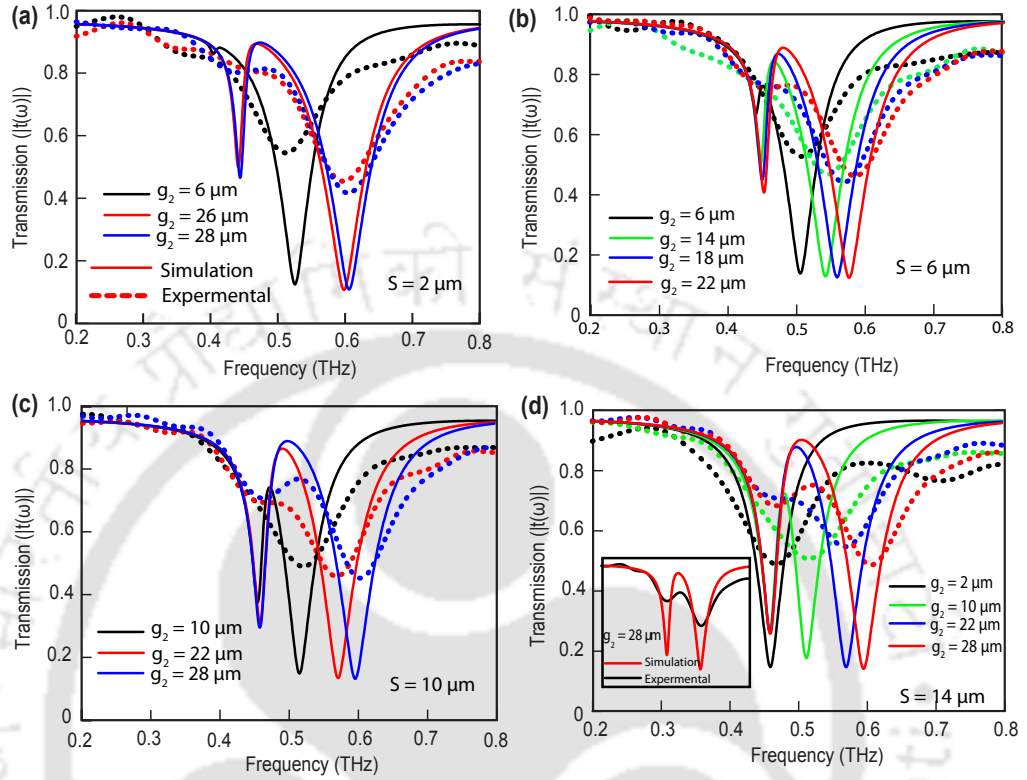 (a)
1.0
0.8
0.6
0.4
0.2
0
Transmission (|t(ω)|)
g2 = 6 μm
g2 = 26 μm
g2 = 28 μm
Simulation
Expermental
S = 2 μm
0.2 0.3 0.4 0.5 0.6 0.7 0.8
Frequency (THz)
(b)
1.0
0.8
0.6
0.4
0.2
0
Transmission (|t(ω)|)
g2 = 6 μm
g2 = 14 μm
g2 = 18 μm
g2 = 22 μm
S = 6 μm
0.2 0.3 0.4 0.5 0.6 0.7 0.8
Frequency (THz)
(c)
1.0
0.8
0.6
0.4
0.2
0
Transmission (|t(ω)|)
g2 = 10 μm
g2 = 22 μm
g2 = 28 μm
S = 10 μm
0.2 0.3 0.4 0.5 0.6 0.7 0.8
Frequency (THz)
(d)
1.0
0.8
0.6
0.4
0.2
0
Transmission (|t(ω)|)
g2 = 28 μm
Simulation
Expermental
g2 = 2 μm
g2 = 10 μm
g2 = 22 μm
g2 = 28 μm
S = 14 μm
0.2 0.3 0.4 0.5 0.6 0.7 0.8
Frequency (THz)